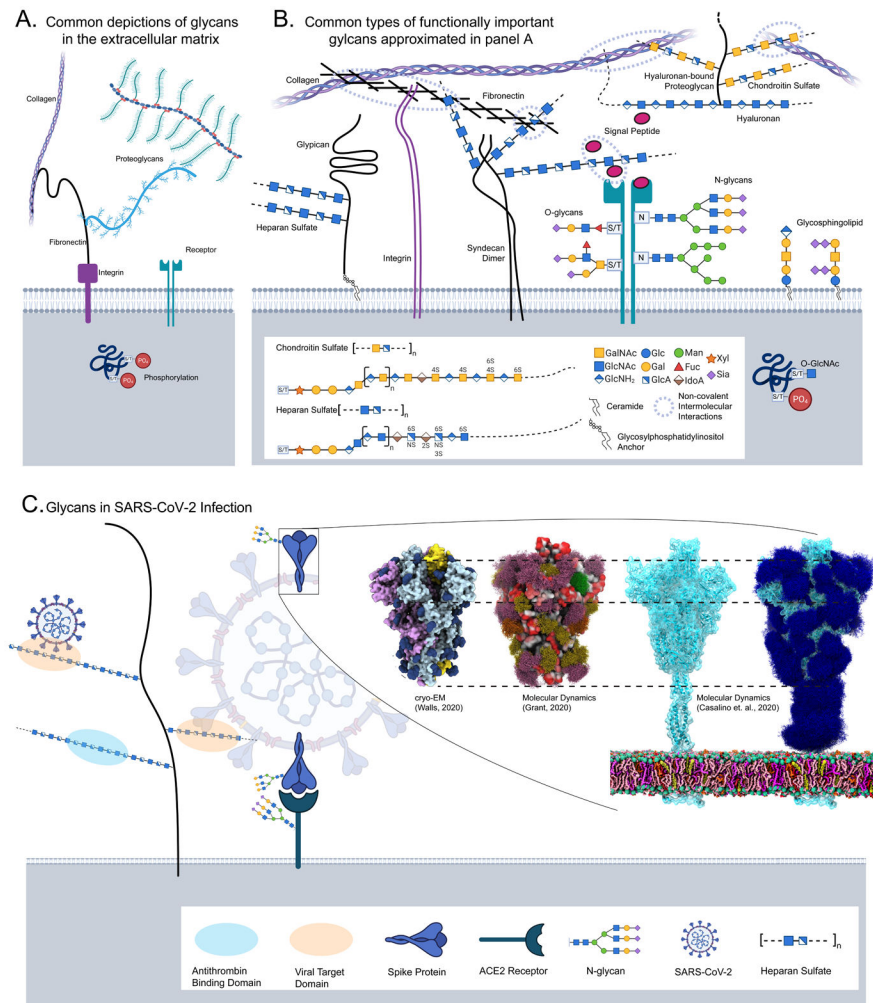 A. Common depictions of glycans
in the extracellular matrix
Collagen
Proteoglycans
Fibronectin
Receptor
Integrin
S/T
PO₄
S/T
PO₄
Phosphorylation
B. Common types of functionally important
gylcans approximated in panel A
Collagen
Fibronectin
Hyaluronan-bound
Proteoglycan
Chondroitin Sulfate
Hyaluronan
Signal Peptide
Glypican
N-glycans
O-glycans
S/T
N
Heparan Sulfate
Integrin
Syndecan
Dimer
S/T
N
Glycosphingolipid
Chondroitin Sulfate [ ]n
S/T
n
4S 4S 4S 6S 4S 6S
Heparan Sulfate [ ]n
S/T
n
6S NS 2S 6S NS 3S 6S
GalNAc Glc Man Xyl
GlcNAc Gal Fuc Sia
GlcNH₂ GlcA IdoA
Ceramide
Non-covalent
Intermolecular
Interactions
Glycosylphosphatidylinositol
Anchor
O-GlcNAc
S/T
S/T
PO₄
C. Glycans in SARS-CoV-2 Infection
cryo-EM
(Walls, 2020)
Molecular Dynamics
(Grant, 2020)
Molecular Dynamics
(Casalino et. al., 2020)
Antithrombin
Binding Domain
Viral Target
Domain
Spike Protein
ACE2 Receptor
N-glycan
SARS-CoV-2
[ ]n
Heparan Sulfate